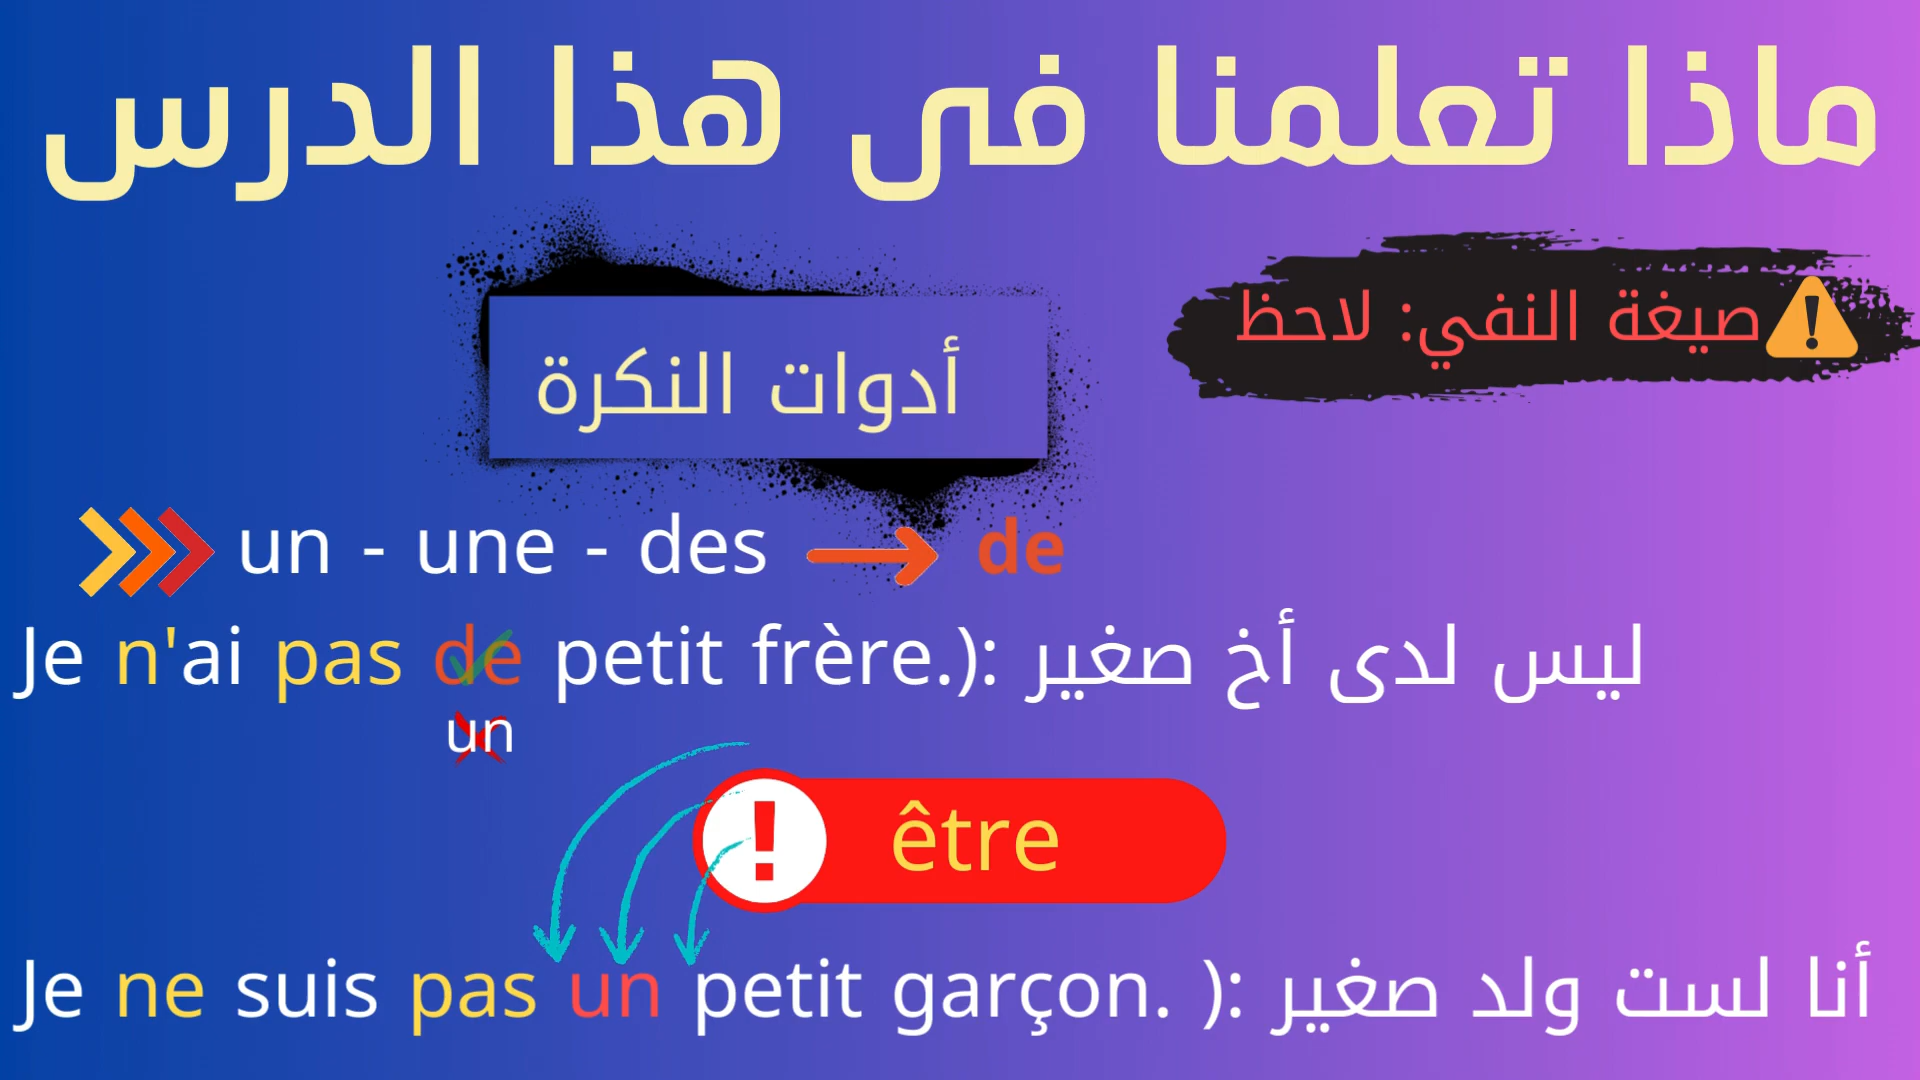 ماذا تعلمنا فى هذا الدرس
صيغة النفي: لاحظ
أدوات النكرة
un - une - des de
Je n'ai pas de petit frère.): ليس لدى أخ صغير
un
être
Je ne suis pas un petit garçon. ): أنا لست ولد صغير